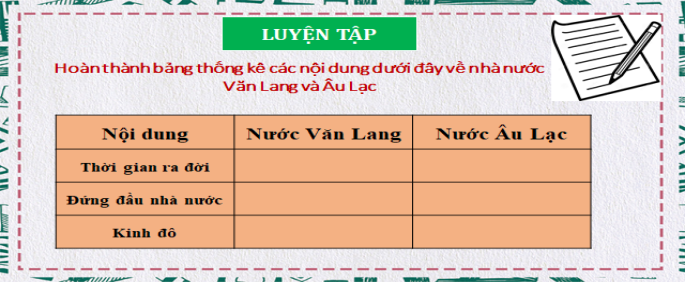 LUYỆN TẬP
Hoàn thành bảng thống kê các nội dung dưới đây về nhà nước
Văn Lang và Âu Lạc
Nội dung Nước Văn Lang Nước Âu Lạc
Thời gian ra đời
Đứng đầu nhà nước
Kinh đô